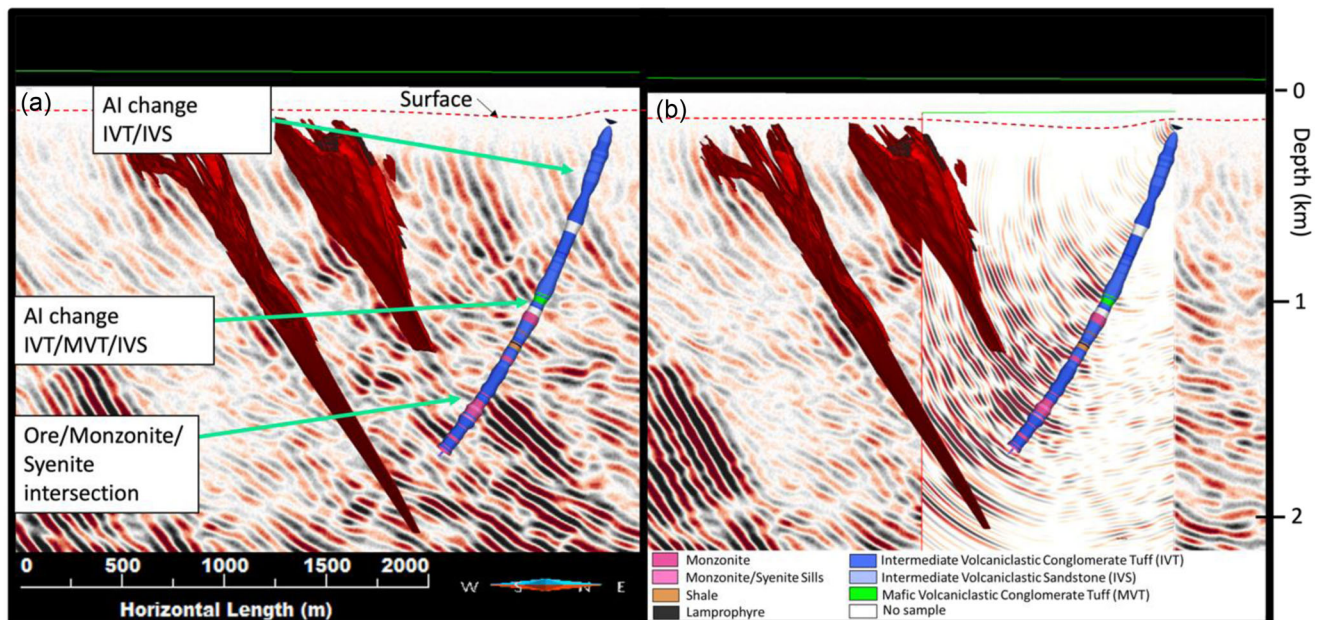 (a)
AI change
IVT/IVS
Surface
AI change
IVT/MVT/IVS
Ore/Monzonite/
Syenite
intersection
0 500 1000 1500 2000
Horizontal Length (m)
W S N E
(b)
0
Depth (km)
1
2
Monzonite
Monzonite/Syenite Sills
Shale
Lamprophyre
Intermediate Volcaniclastic Conglomerate Tuff (IVT)
Intermediate Volcaniclastic Sandstone (IVS)
Mafic Volcaniclastic Conglomerate Tuff (MVT)
No sample